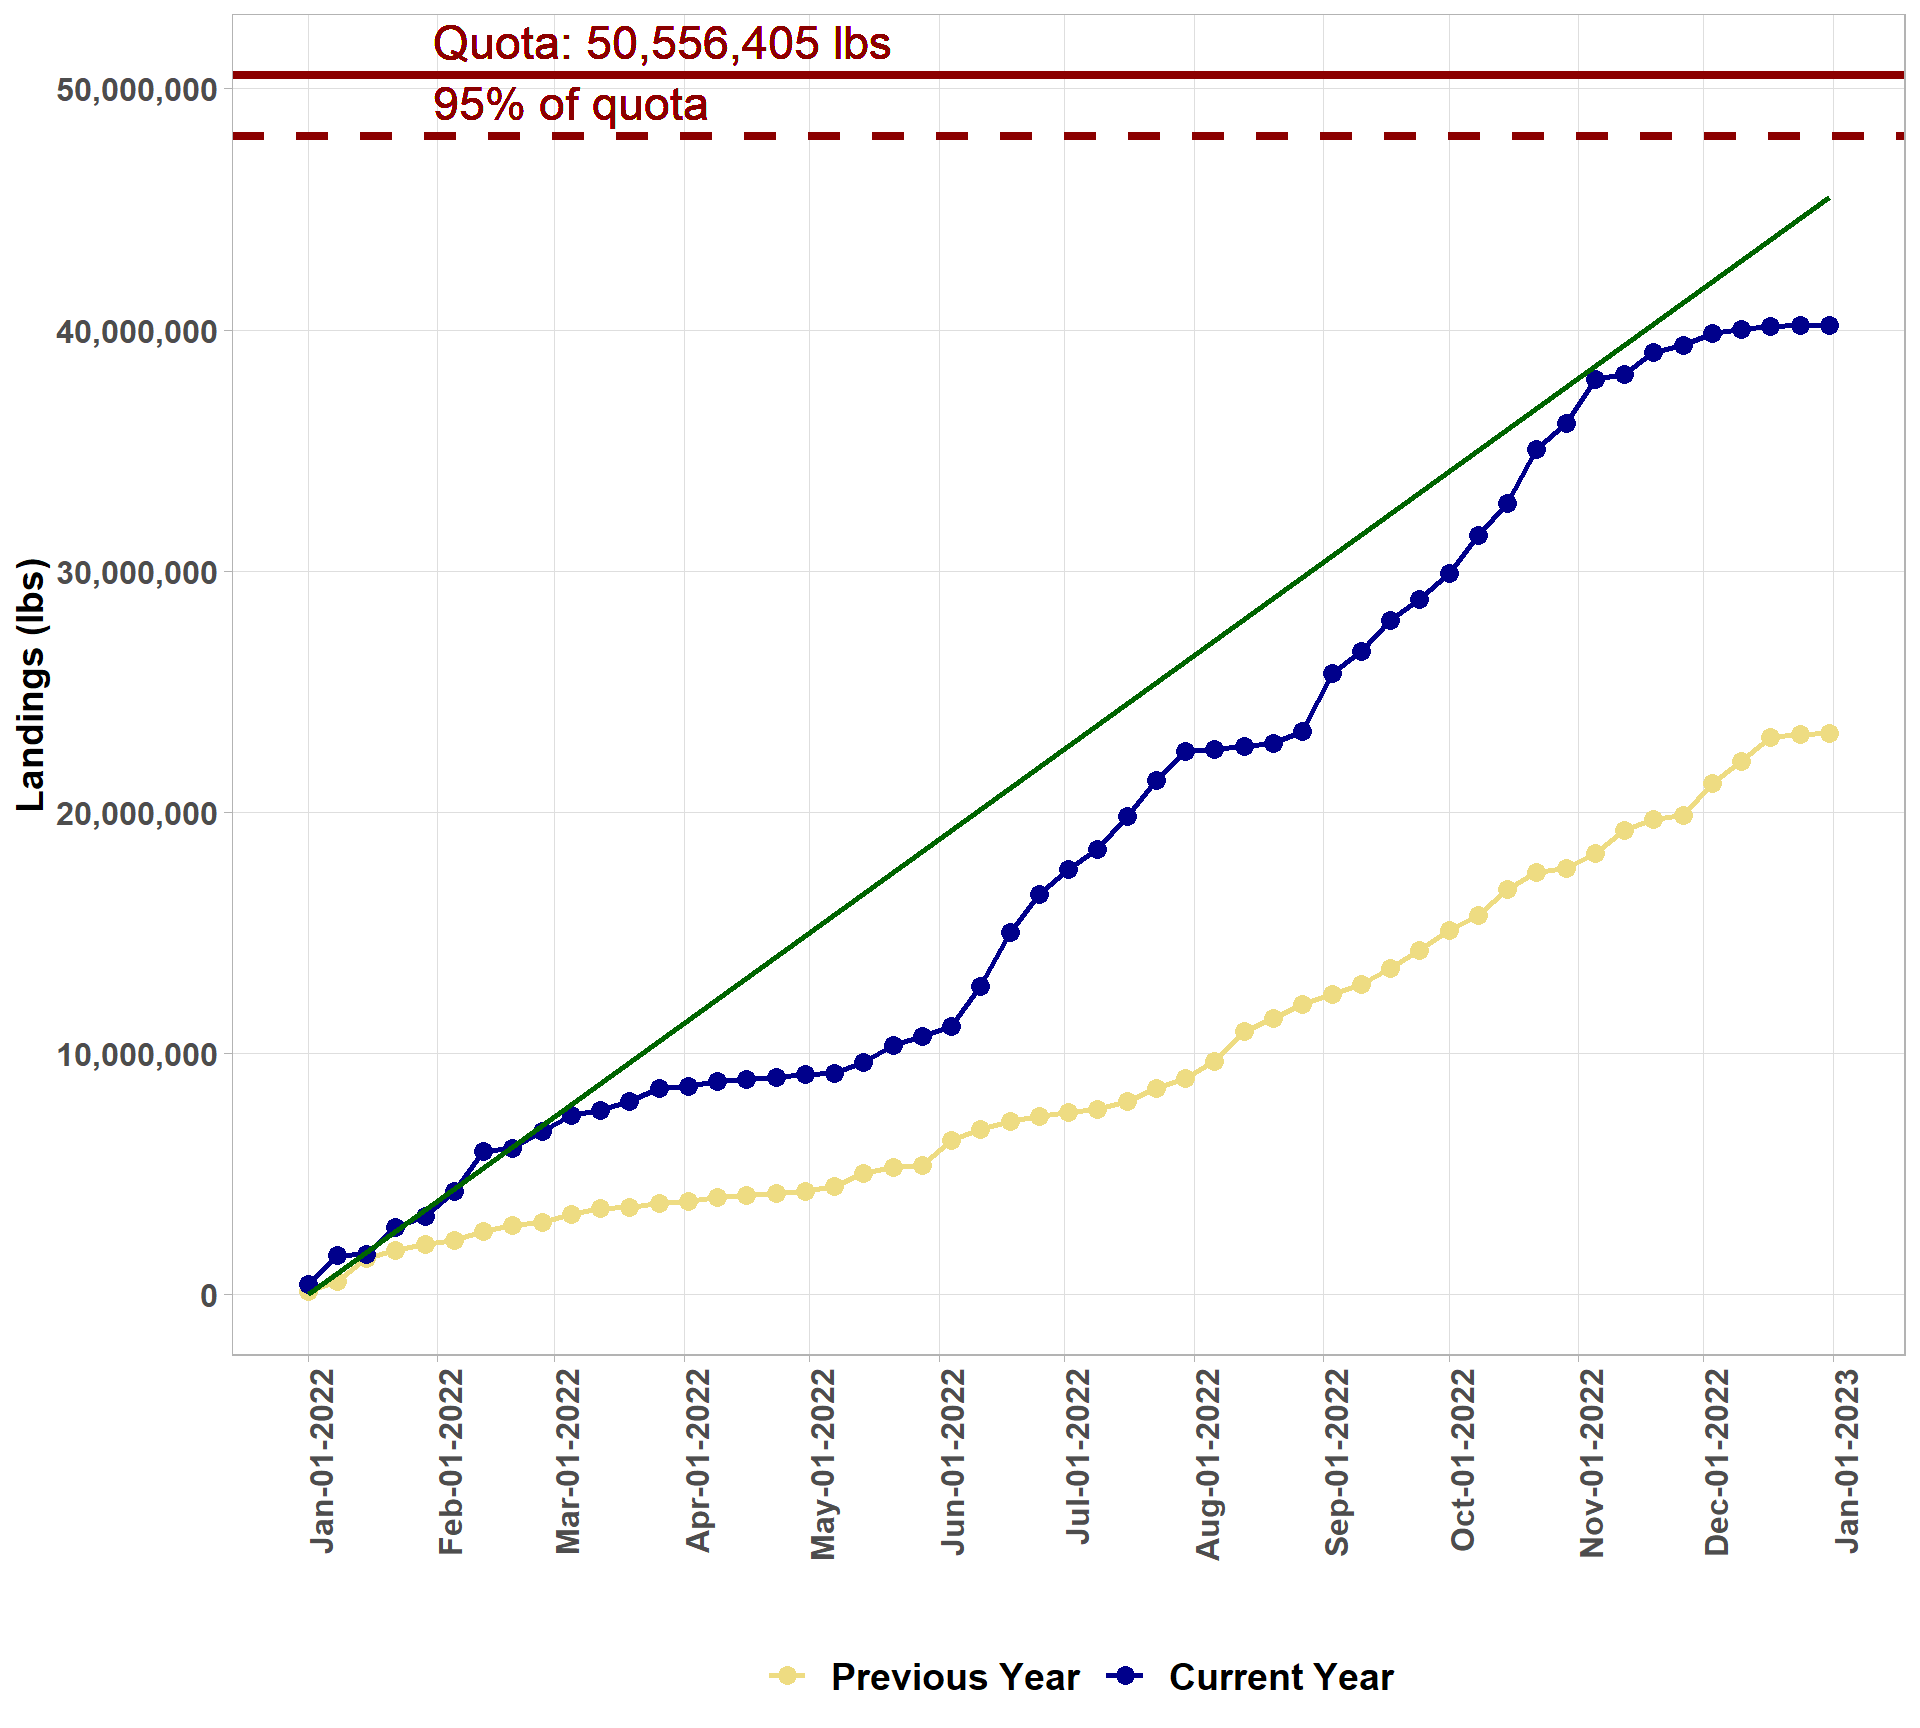 Quota: 50,556,405 lbs
95% of quota
Landings (lbs)
50,000,000
40,000,000
30,000,000
20,000,000
10,000,000
0
Jan-01-2022
Feb-01-2022
Mar-01-2022
Apr-01-2022
May-01-2022
Jun-01-2022
Jul-01-2022
Aug-01-2022
Sep-01-2022
Oct-01-2022
Nov-01-2022
Dec-01-2022
Jan-01-2023
Previous Year
Current Year